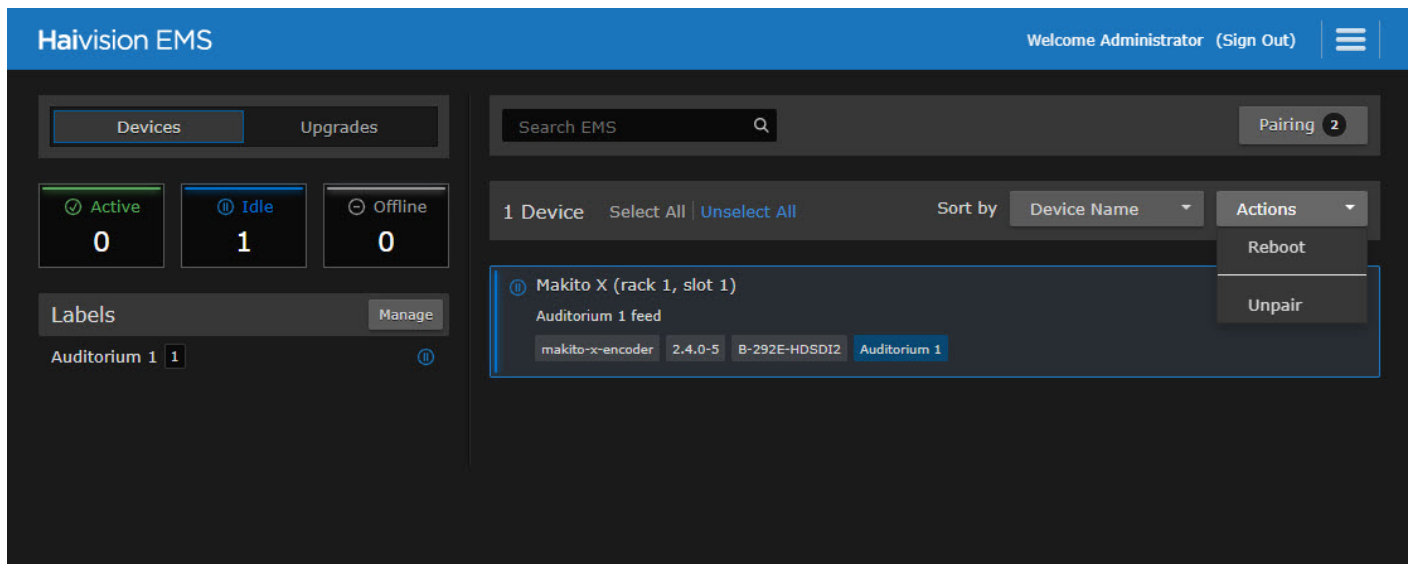 Haivision EMS
Welcome Administrator (Sign Out)
Devices
Upgrades
Search EMS
Pairing 2
Active
0
Idle
1
Offline
0
1 Device Select All Unselect All
Sort by Device Name
Actions
Reboot
Unpair
Labels
Manage
Auditorium 1 1
Makito X (rack 1, slot 1)
Auditorium 1 feed
makito-x-encoder 2.4.0-5 B-292E-HDSDI2 Auditorium 1